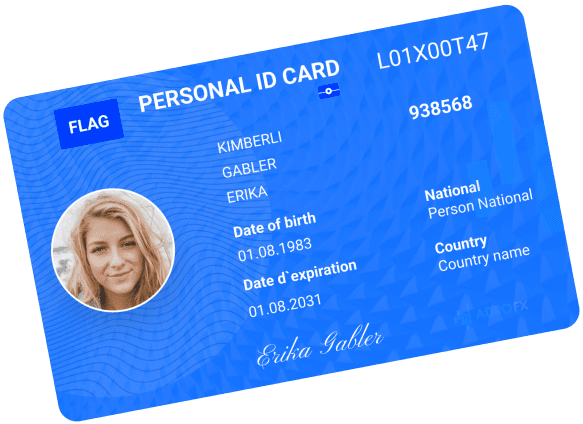 PERSONAL ID CARD
L01X00T47
FLAG
938568
KIMBERLI
GABLER
ERIKA
National
Person National
Date of birth
01.08.1983
Country
Country name
Date d`expiration
01.08.2031
Erika Gabler